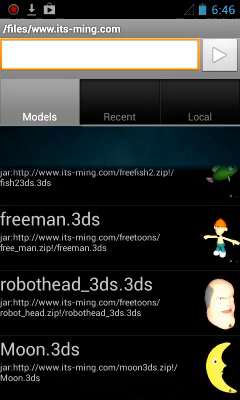 6:46
/files/www.its-ming.com
Models
Recent
Local
jar:http://www.its-ming.com/freefish2.zip!/
fish23ds.3ds
freeman.3ds
jar:http://www.its-ming.com/freetoons/
free_man.zip!/freeman.3ds
robothead_3ds.3ds
jar:http://www.its-ming.com/freetoons/
robot_head.zip!/robothead_3ds.3ds
Moon.3ds
jar:http://www.its-ming.com/moon3ds.zip!/
Moon.3ds